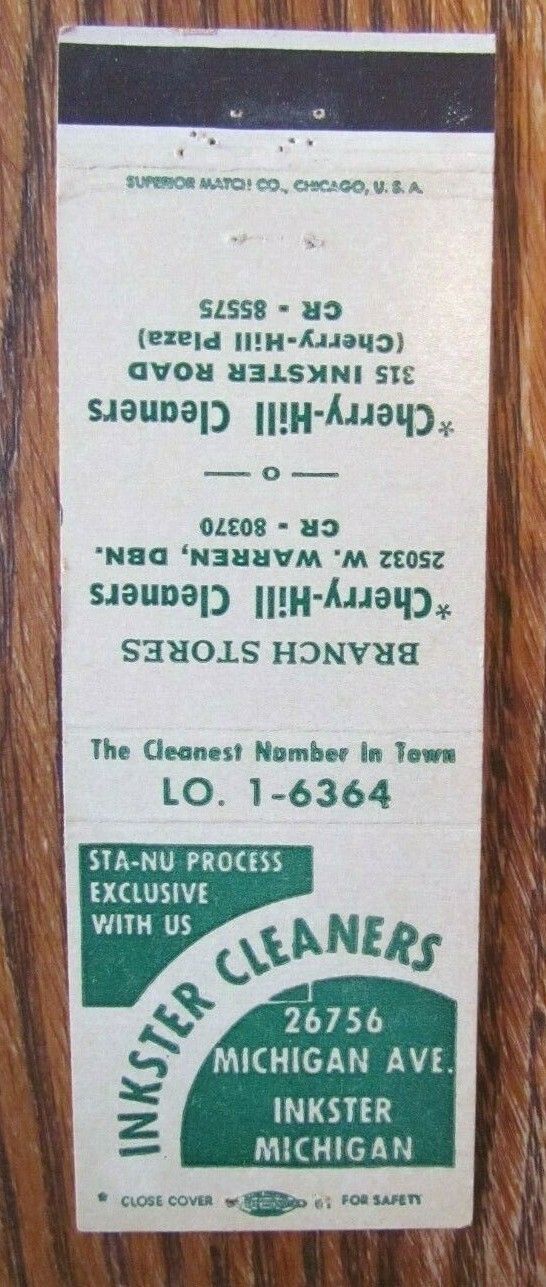 SUPERIOR MATCH CO., CHICAGO, U. S. A.
BRANCH STORES
*Cherry-Hill Cleaners
25032 W. WARREN, DBN.
CR - 80370
— o —
*Cherry-Hill Cleaners
315 INKSTER ROAD
(Cherry-Hill Plaza)
CR - 85575
The Cleanest Number In Town
LO. 1-6364
STA-NU PROCESS
EXCLUSIVE
WITH US
INKSTER CLEANERS
26756
MICHIGAN AVE.
INKSTER
MICHIGAN
* CLOSE COVER 61 FOR SAFETY